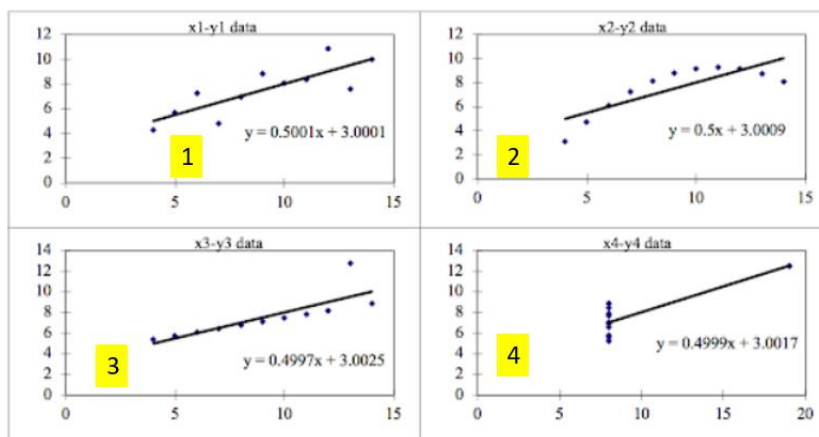 x1-y1 data
12
10
8
6
4
2
0
0 5 10 15
y = 0.5001x + 3.0001
1
x2-y2 data
12
10
8
6
4
2
0
0 5 10 15
y = 0.5x + 3.0009
2
x3-y3 data
14
12
10
8
6
4
2
0
0 5 10 15
y = 0.4997x + 3.0025
3
x4-y4 data
14
12
10
8
6
4
2
0
0 5 10 15 20
y = 0.4999x + 3.0017
4